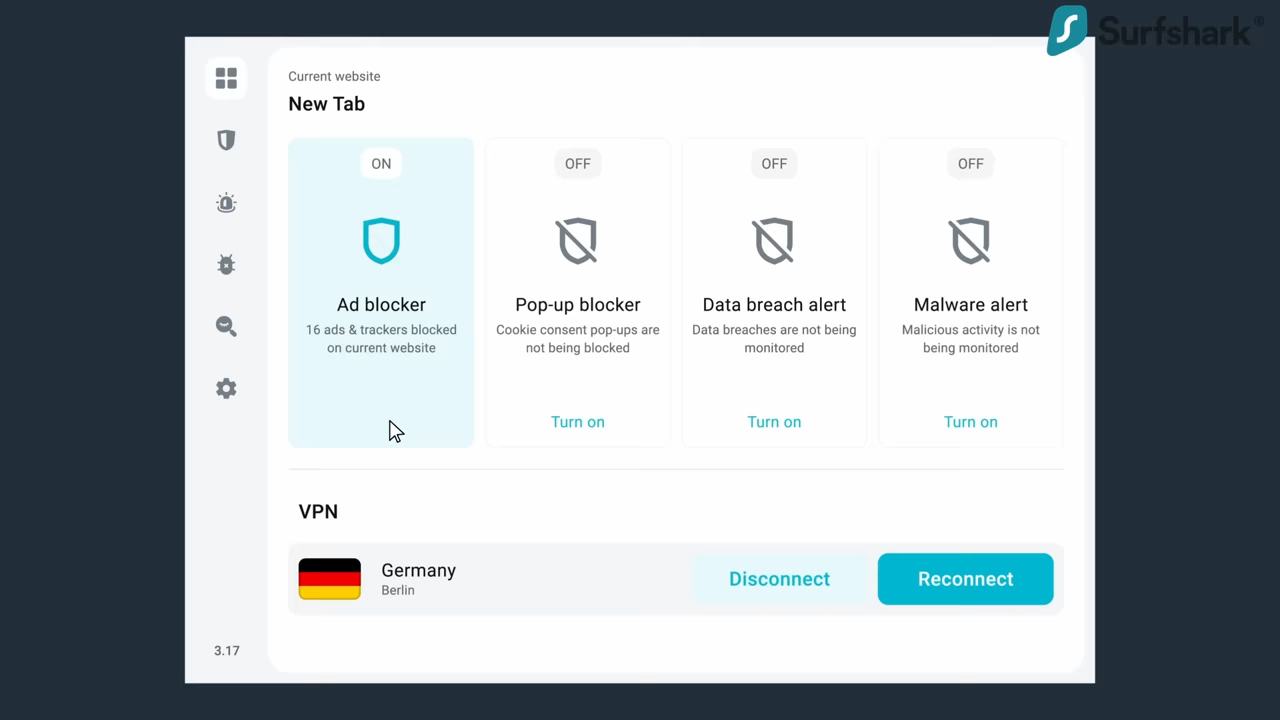 Surfshark®
Current website
New Tab
ON
OFF
OFF
OFF
Ad blocker
16 ads & trackers blocked
on current website
Pop-up blocker
Cookie consent pop-ups are
not being blocked
Turn on
Data breach alert
Data breaches are not being
monitored
Turn on
Malware alert
Malicious activity is not
being monitored
Turn on
VPN
Germany
Berlin
Disconnect
Reconnect
3.17